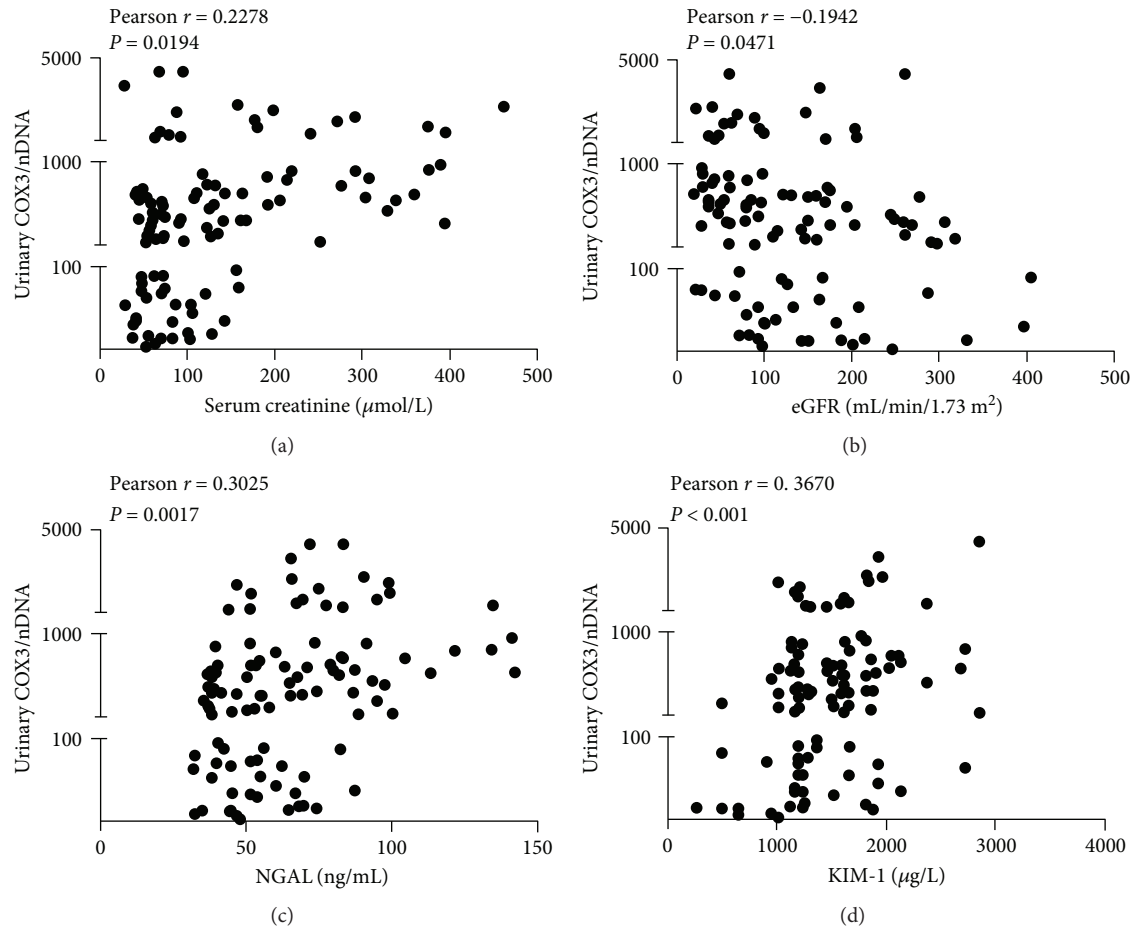 Pearson r = 0.2278
P = 0.0194
5000
1000
100
Urinary COX3/nDNA
0 100 200 300 400 500
Serum creatinine (μmol/L)
(a)
Pearson r = −0.1942
P = 0.0471
5000
1000
100
Urinary COX3/nDNA
0 100 200 300 400 500
eGFR (mL/min/1.73 m²)
(b)
Pearson r = 0.3025
P = 0.0017
5000
1000
100
Urinary COX3/nDNA
0 50 100 150
NGAL (ng/mL)
(c)
Pearson r = 0. 3670
P < 0.001
5000
1000
100
Urinary COX3/nDNA
0 1000 2000 3000 4000
KIM-1 (μg/L)
(d)